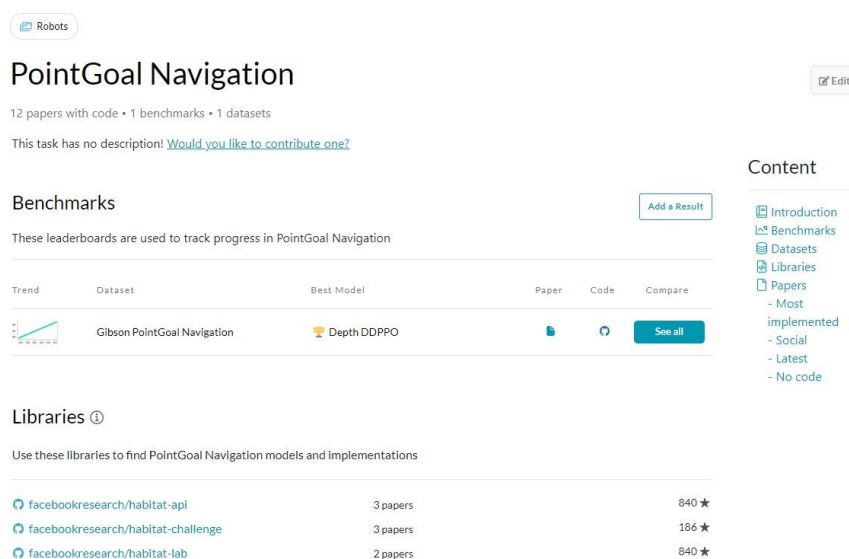 Robots
PointGoal Navigation
Edit
12 papers with code • 1 benchmarks • 1 datasets
This task has no description! Would you like to contribute one?
Content
Introduction
Benchmarks
Datasets
Libraries
Papers
- Most
implemented
- Social
- Latest
- No code
Benchmarks
Add a Result
These leaderboards are used to track progress in PointGoal Navigation
Trend Dataset Best Model Paper Code Compare
Gibson PointGoal Navigation Depth DDPPO See all
Libraries
Use these libraries to find PointGoal Navigation models and implementations
facebookresearch/habitat-api 3 papers 840 ★
facebookresearch/habitat-challenge 3 papers 186 ★
facebookresearch/habitat-lab 2 papers 840 ★